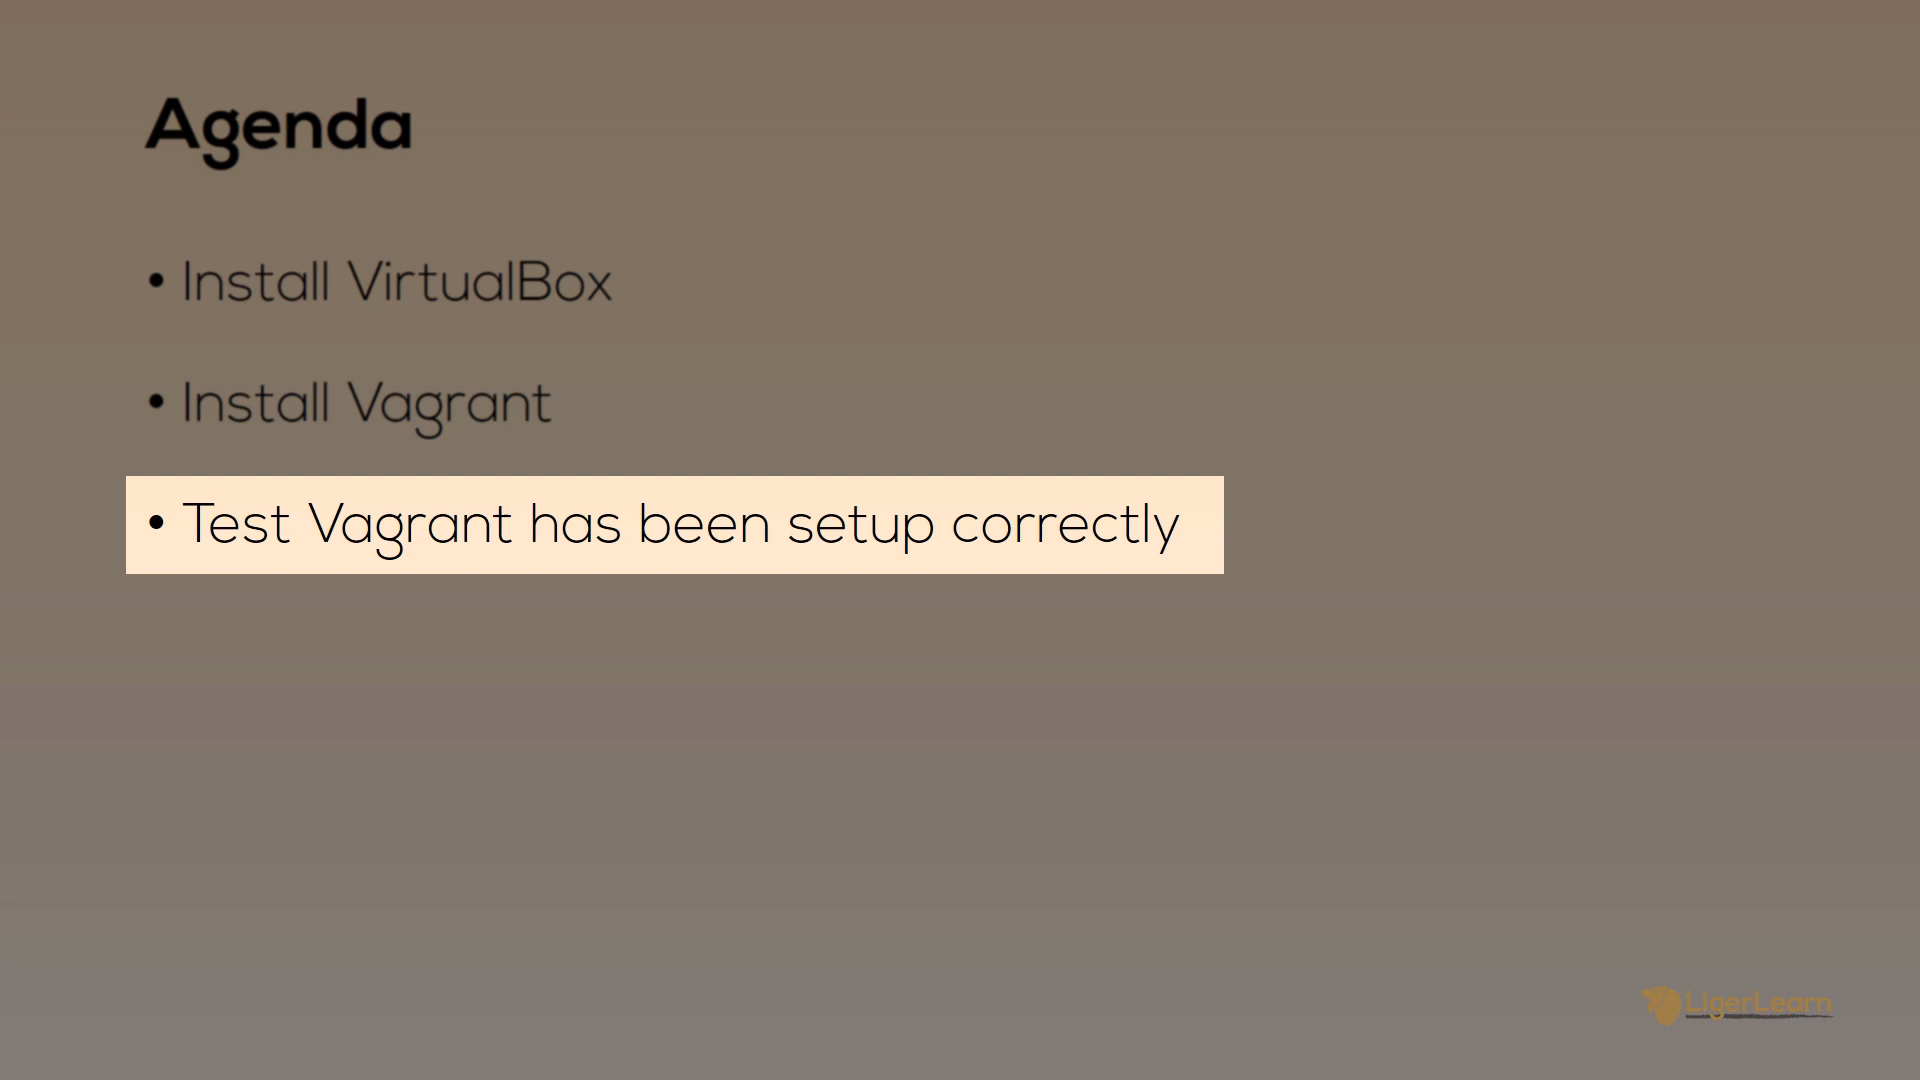 Agenda
• Install VirtualBox
• Install Vagrant
• Test Vagrant has been setup correctly
LigerLearn